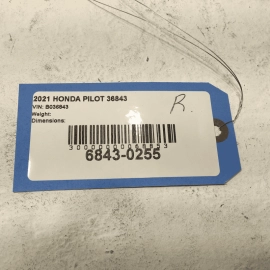 2021 HONDA PILOT 36843
VIN: B036843
Weight:
Dimensions:
R.
6843-0255